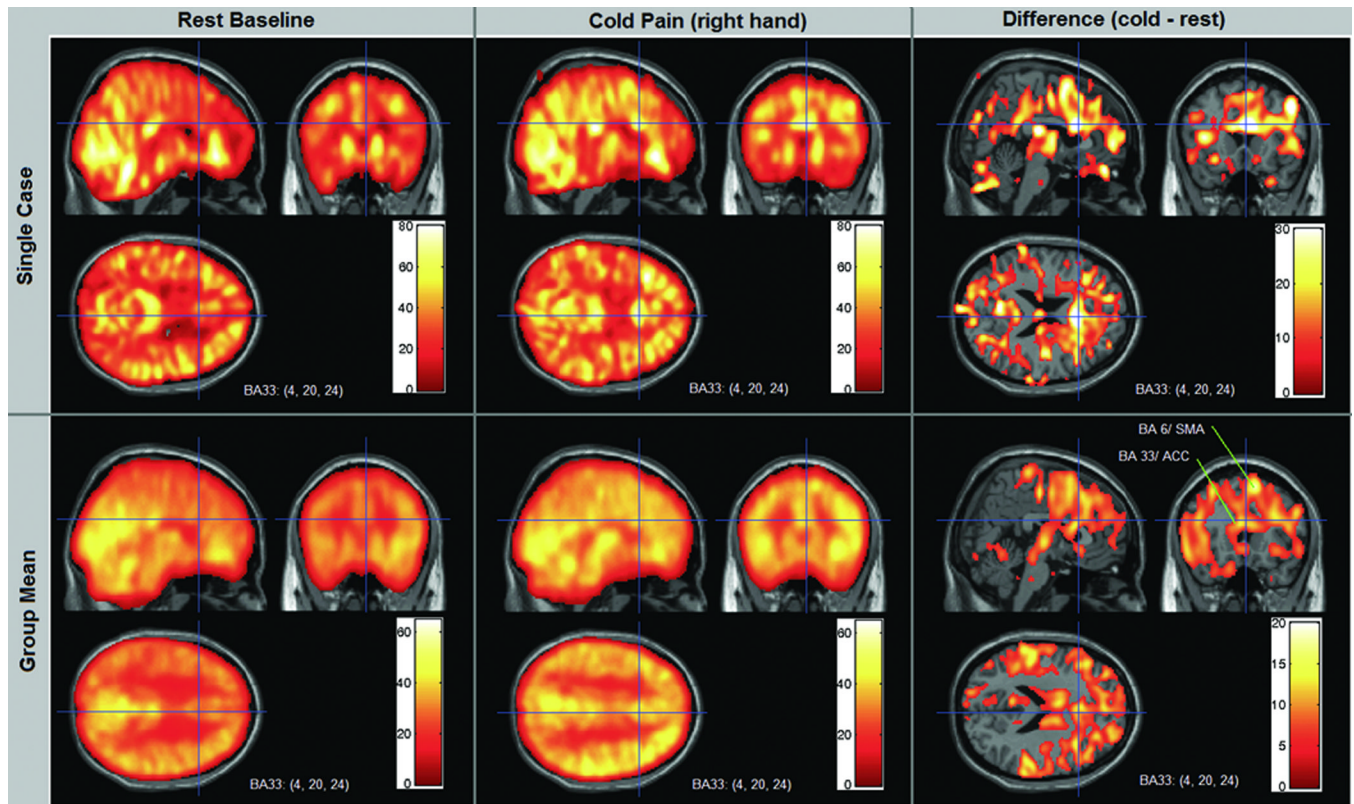 Rest Baseline
Cold Pain (right hand)
Difference (cold - rest)
Single Case
80
60
40
20
0
BA33: (4, 20, 24)
80
60
40
20
0
BA33: (4, 20, 24)
30
20
10
0
BA33: (4, 20, 24)
Group Mean
60
40
20
0
BA33: (4, 20, 24)
60
40
20
0
BA33: (4, 20, 24)
BA 6/ SMA
BA 33/ ACC
20
15
10
5
0
BA33: (4, 20, 24)